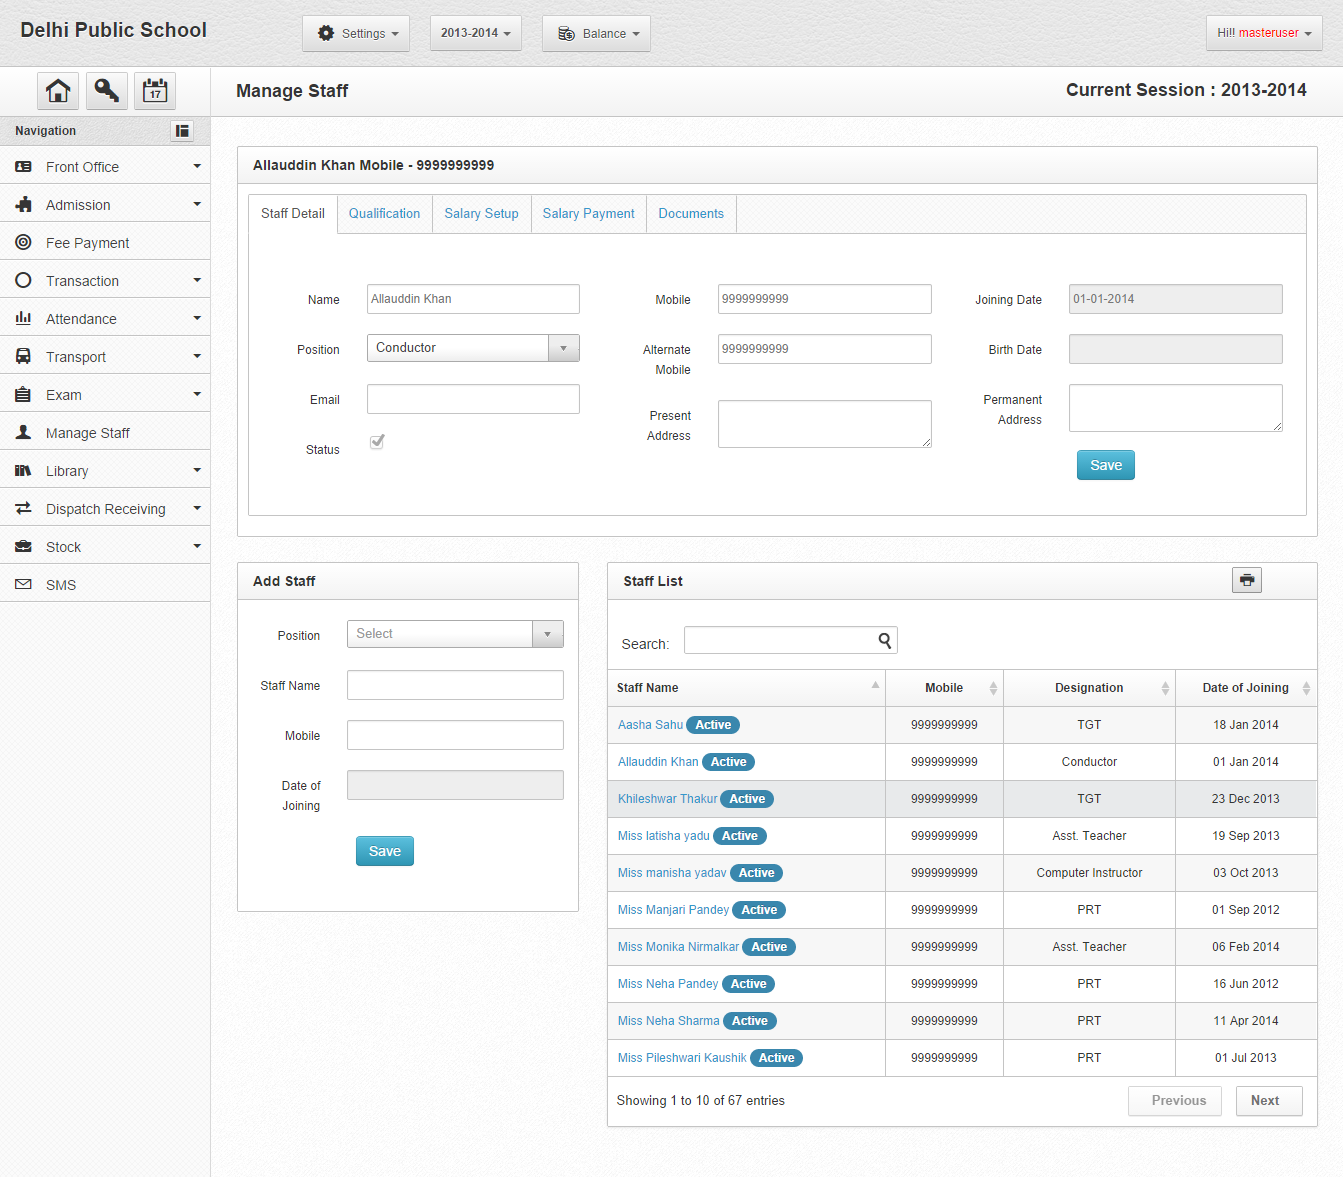 Delhi Public School
Settings
2013-2014
Balance
Hi!! masteruser
17
Manage Staff
Current Session : 2013-2014
Navigation
Front Office
Admission
Fee Payment
Transaction
Attendance
Transport
Exam
Manage Staff
Library
Dispatch Receiving
Stock
SMS
Allauddin Khan Mobile - 9999999999
Staff Detail
Qualification
Salary Setup
Salary Payment
Documents
Name
Allauddin Khan
Mobile
9999999999
Joining Date
01-01-2014
Position
Conductor
Alternate
Mobile
9999999999
Birth Date
Email
Present
Address
Permanent
Address
Status
Save
Add Staff
Position
Select
Staff Name
Mobile
Date of
Joining
Save
Staff List
Search:
Staff Name Mobile Designation Date of Joining
Aasha Sahu Active 9999999999 TGT 18 Jan 2014
Allauddin Khan Active 9999999999 Conductor 01 Jan 2014
Khileshwar Thakur Active 9999999999 TGT 23 Dec 2013
Miss latisha yadu Active 9999999999 Asst. Teacher 19 Sep 2013
Miss manisha yadav Active 9999999999 Computer Instructor 03 Oct 2013
Miss Manjari Pandey Active 9999999999 PRT 01 Sep 2012
Miss Monika Nirmalkar Active 9999999999 Asst. Teacher 06 Feb 2014
Miss Neha Pandey Active 9999999999 PRT 16 Jun 2012
Miss Neha Sharma Active 9999999999 PRT 11 Apr 2014
Miss Pileshwari Kaushik Active 9999999999 PRT 01 Jul 2013
Showing 1 to 10 of 67 entries
Previous
Next